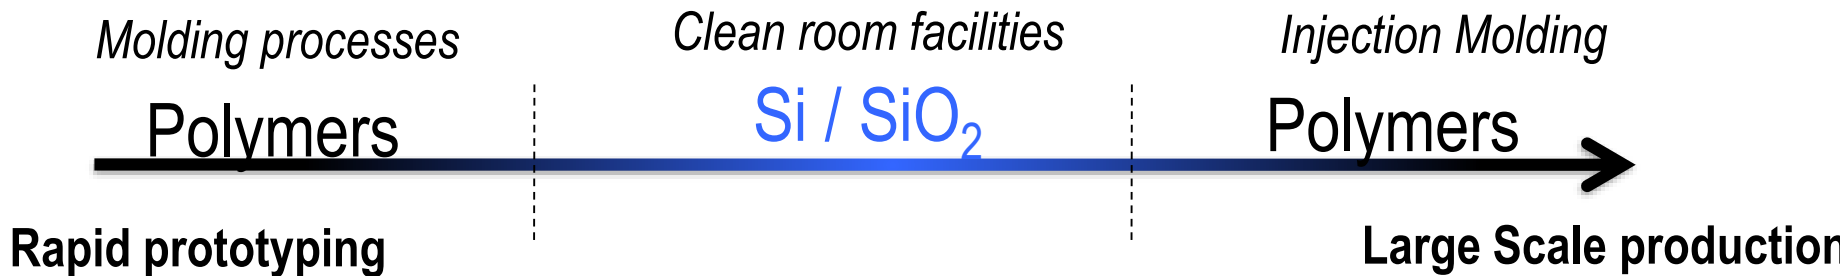 Molding processes
Clean room facilities
Injection Molding
Polymers
Si / SiO₂
Polymers
Rapid prototyping
Large Scale production